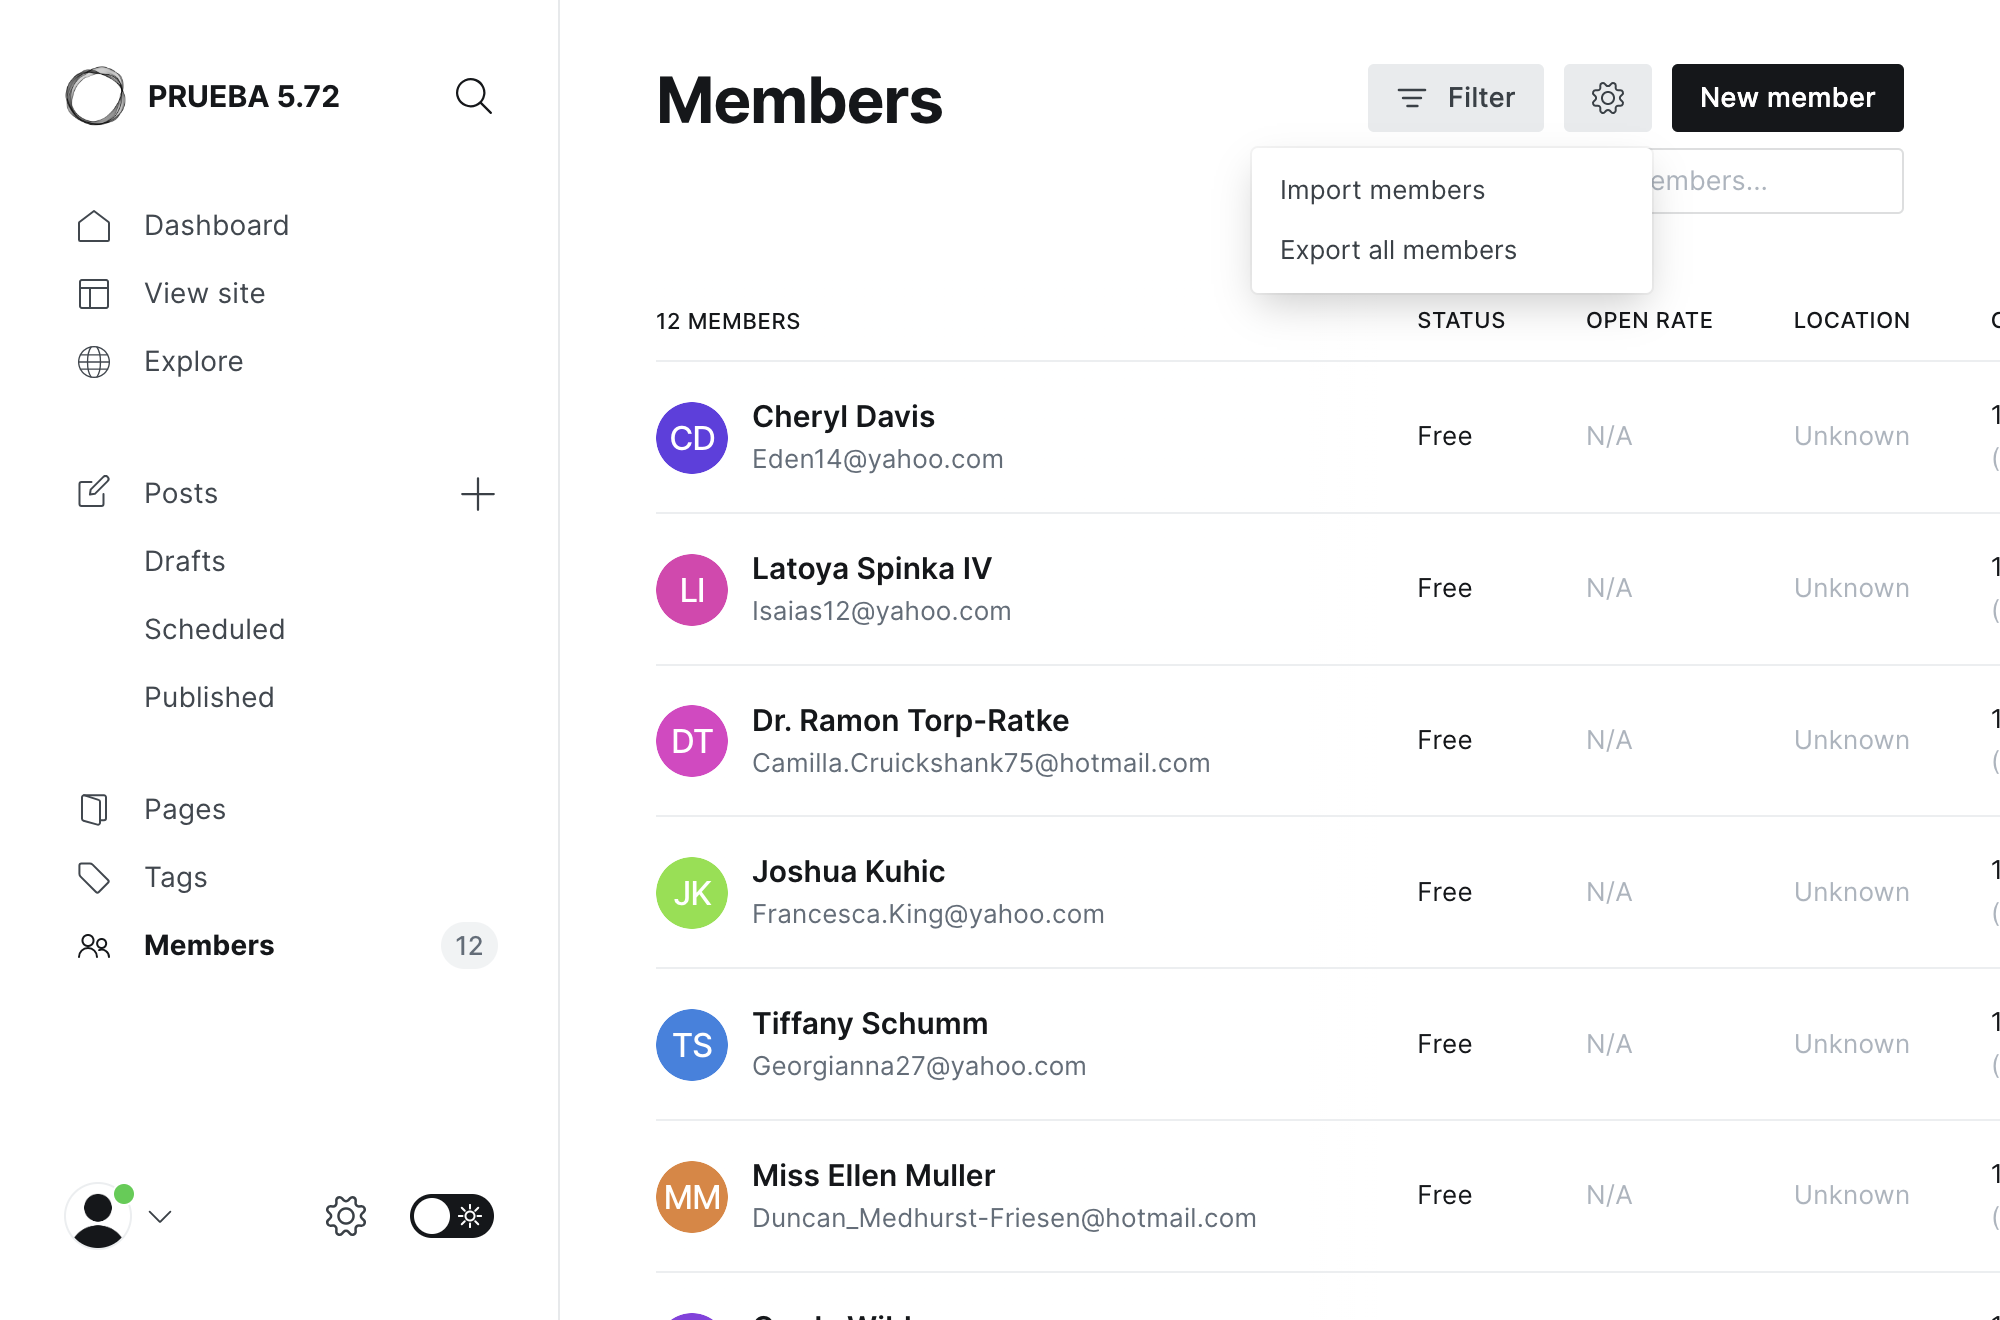 PRUEBA 5.72
Dashboard
View site
Explore
Posts
Drafts
Scheduled
Published
Pages
Tags
Members
12
Members
Filter
New member
Import members
Export all members
12 MEMBERS STATUS OPEN RATE LOCATION
CD Cheryl Davis
Eden14@yahoo.com
Free N/A Unknown
LI Latoya Spinka IV
Isaias12@yahoo.com
Free N/A Unknown
DT Dr. Ramon Torp-Ratke
Camilla.Cruickshank75@hotmail.com
Free N/A Unknown
JK Joshua Kuhic
Francesca.King@yahoo.com
Free N/A Unknown
TS Tiffany Schumm
Georgianna27@yahoo.com
Free N/A Unknown
MM Miss Ellen Muller
Duncan_Medhurst-Friesen@hotmail.com
Free N/A Unknown